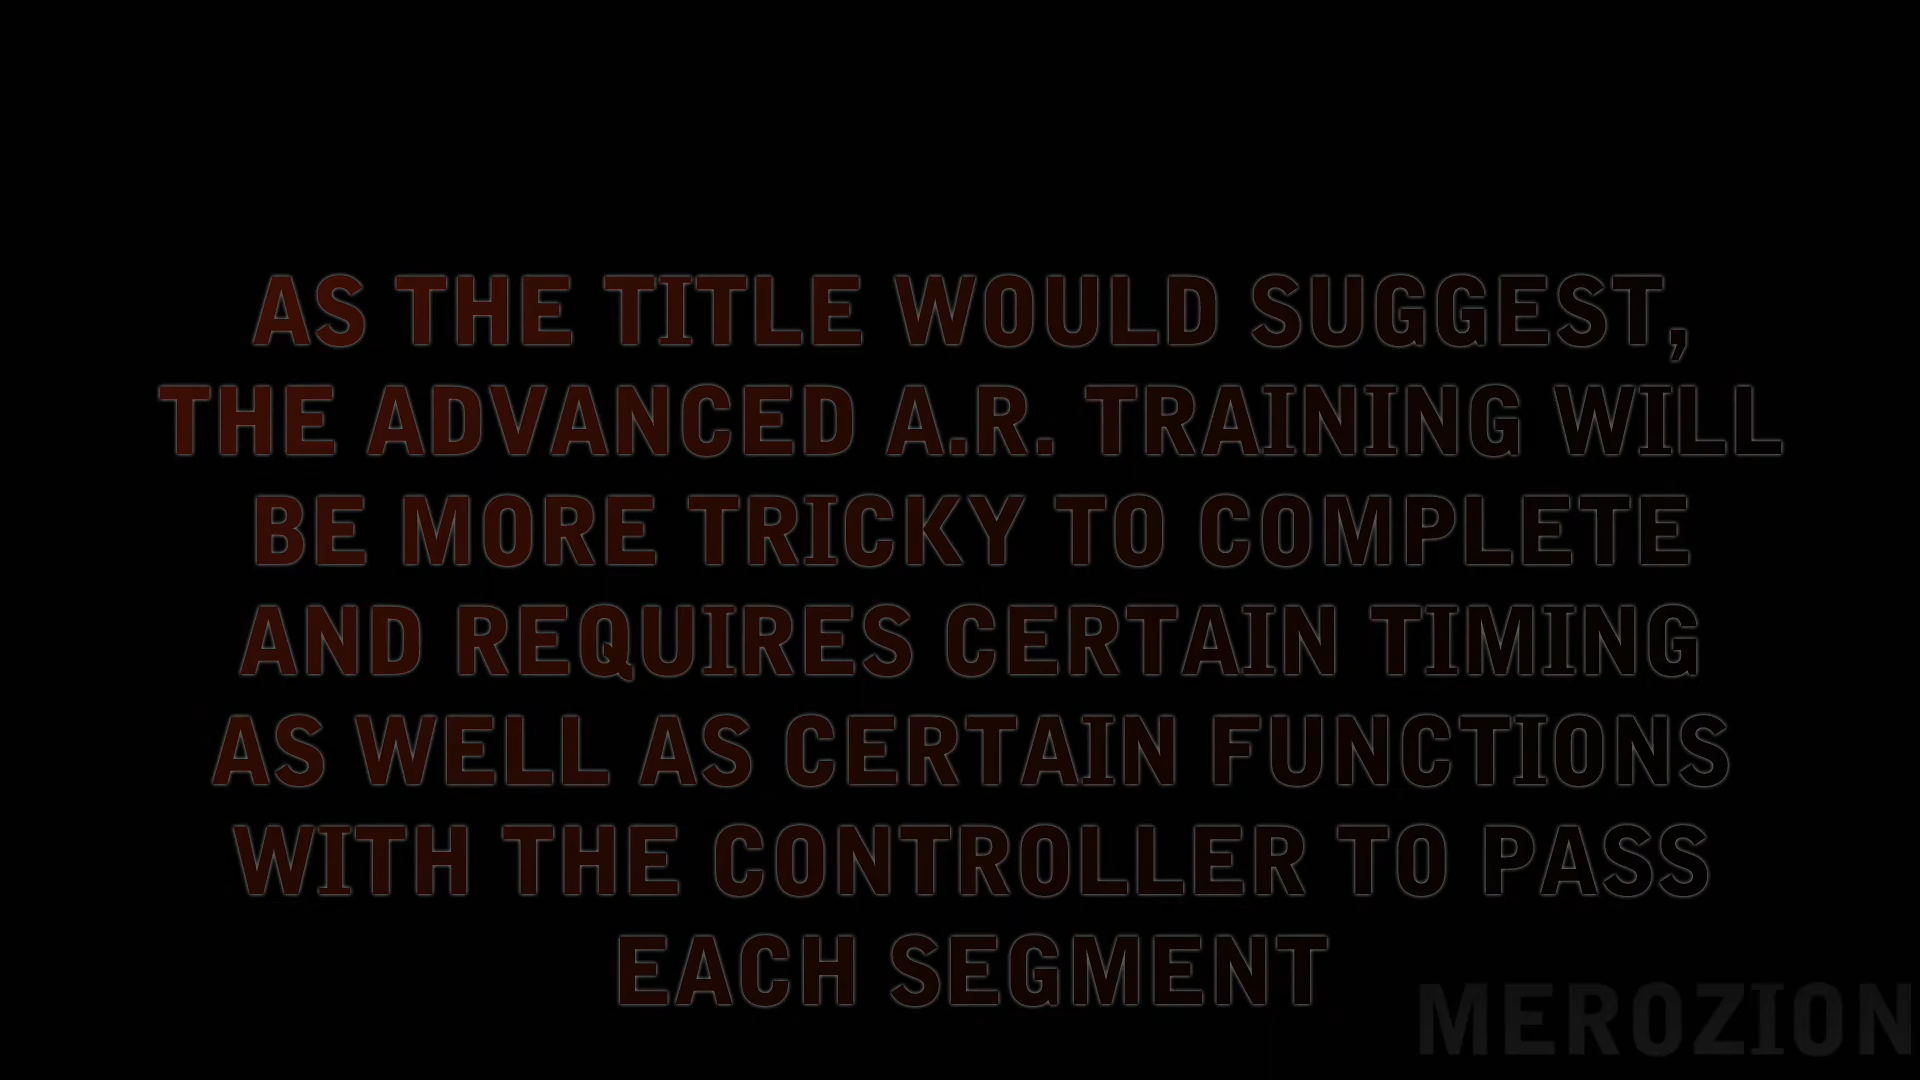 AS THE TITLE WOULD SUGGEST,
THE ADVANCED A.R. TRAINING WILL
BE MORE TRICKY TO COMPLETE
AND REQUIRES CERTAIN TIMING
AS WELL AS CERTAIN FUNCTIONS
WITH THE CONTROLLER TO PASS
EACH SEGMENT
MEROZION